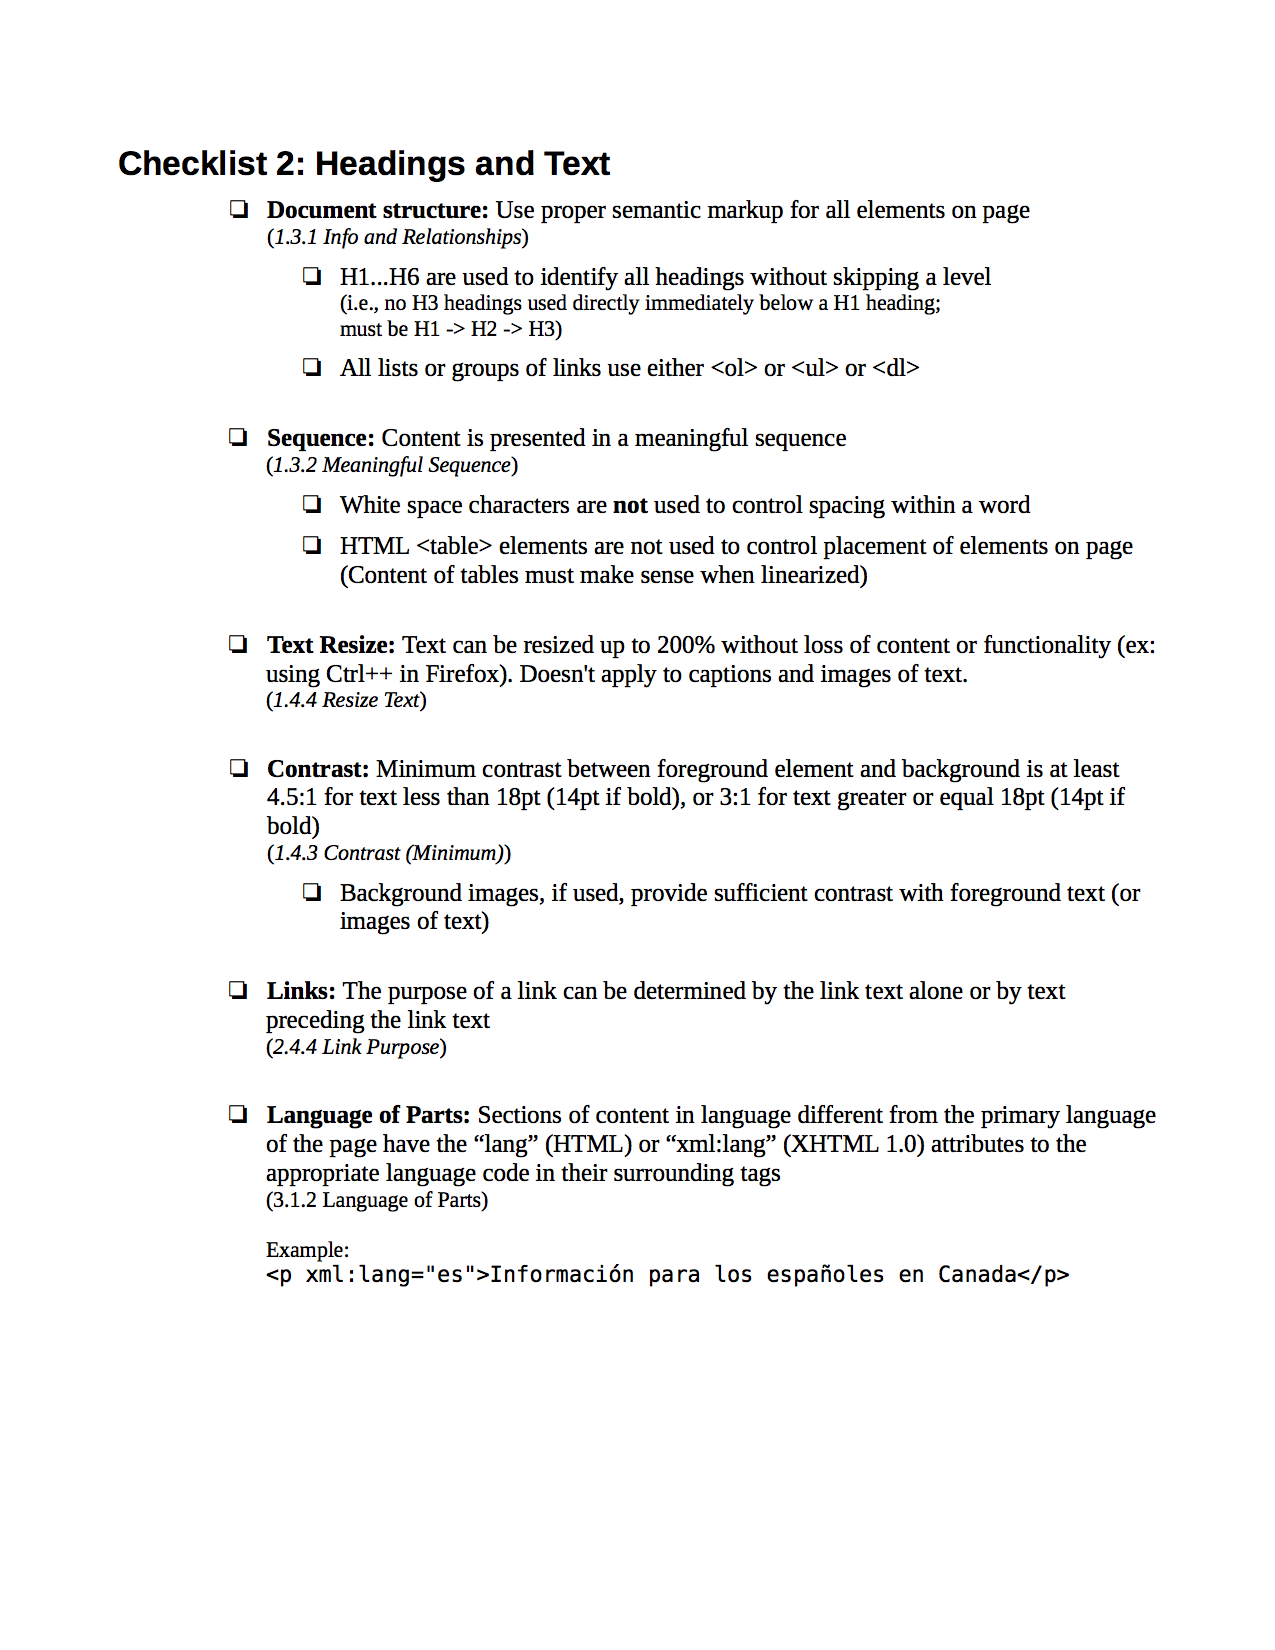 Checklist 2: Headings and Text
❏ Document structure: Use proper semantic markup for all elements on page
(1.3.1 Info and Relationships)
❏ H1...H6 are used to identify all headings without skipping a level
(i.e., no H3 headings used directly immediately below a H1 heading;
must be H1 -> H2 -> H3)
❏ All lists or groups of links use either <ol> or <ul> or <dl>
❏ Sequence: Content is presented in a meaningful sequence
(1.3.2 Meaningful Sequence)
❏ White space characters are not used to control spacing within a word
❏ HTML <table> elements are not used to control placement of elements on page
(Content of tables must make sense when linearized)
❏ Text Resize: Text can be resized up to 200% without loss of content or functionality (ex:
using Ctrl++ in Firefox). Doesn't apply to captions and images of text.
(1.4.4 Resize Text)
❏ Contrast: Minimum contrast between foreground element and background is at least
4.5:1 for text less than 18pt (14pt if bold), or 3:1 for text greater or equal 18pt (14pt if
bold)
(1.4.3 Contrast (Minimum))
❏ Background images, if used, provide sufficient contrast with foreground text (or
images of text)
❏ Links: The purpose of a link can be determined by the link text alone or by text
preceding the link text
(2.4.4 Link Purpose)
❏ Language of Parts: Sections of content in language different from the primary language
of the page have the “lang” (HTML) or “xml:lang” (XHTML 1.0) attributes to the
appropriate language code in their surrounding tags
(3.1.2 Language of Parts)
Example:
<p xml:lang="es">Información para los españoles en Canada</p>